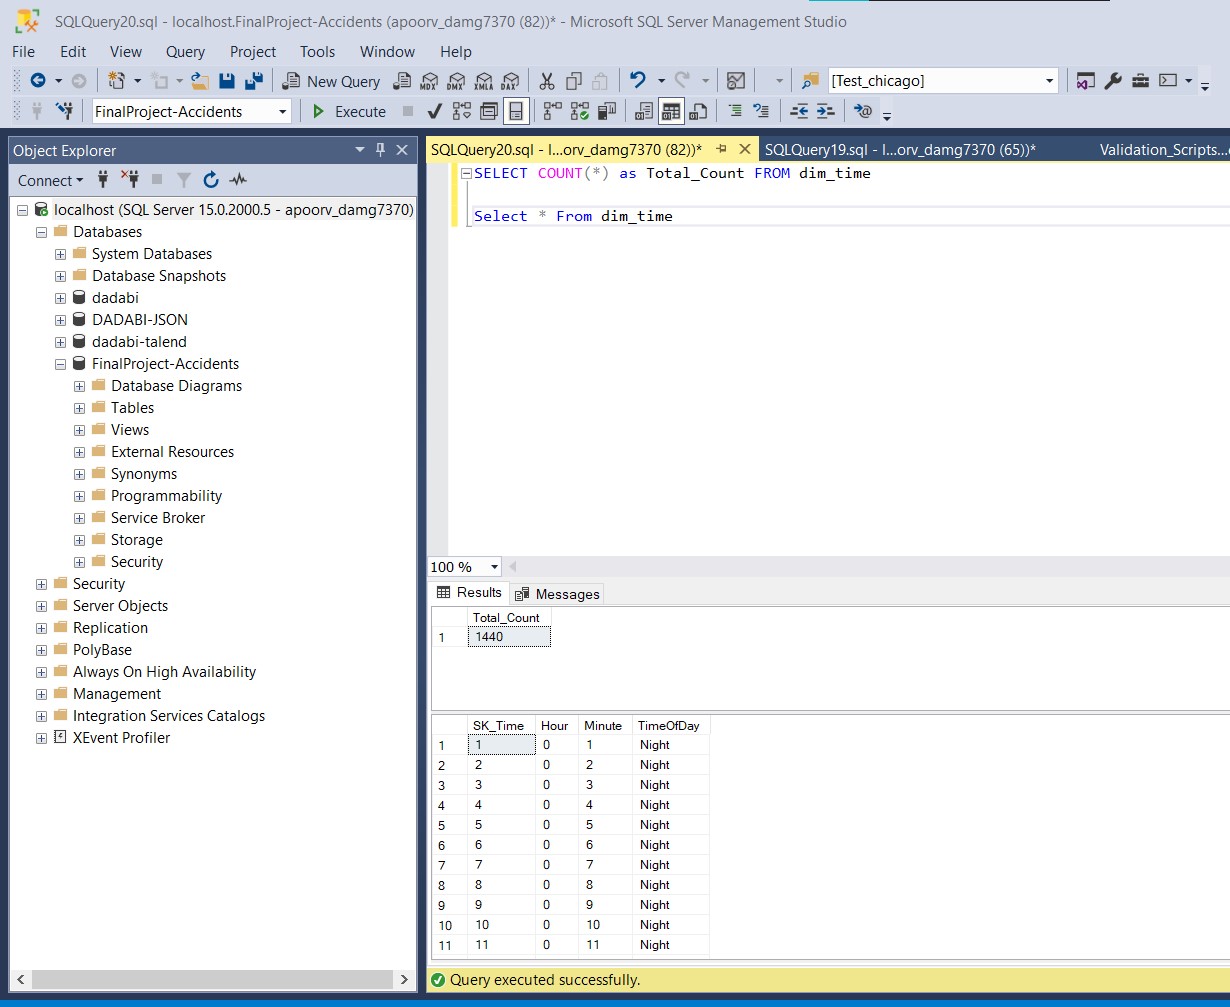 SQLQuery20.sql - localhost.FinalProject-Accidents (apoorv_damg7370 (82))* - Microsoft SQL Server Management Studio
File Edit View Query Project Tools Window Help
New Query MDX DMX XMLA DAX [Test_chicago]
FinalProject-Accidents Execute
Object Explorer
Connect
localhost (SQL Server 15.0.2000.5 - apoorv_damg7370)
Databases
System Databases
Database Snapshots
dadabi
DADABI-JSON
dadabi-talend
FinalProject-Accidents
Database Diagrams
Tables
Views
External Resources
Synonyms
Programmability
Service Broker
Storage
Security
Security
Server Objects
Replication
PolyBase
Always On High Availability
Management
Integration Services Catalogs
XEvent Profiler
SQLQuery20.sql - l...orv_damg7370 (82))* SQLQuery19.sql - l...orv_damg7370 (65))* Validation_Scripts...
SELECT COUNT(*) as Total_Count FROM dim_time
Select * From dim_time
100 %
Results Messages
Total_Count
1 1440
SK_Time Hour Minute TimeOfDay
1 1 0 1 Night
2 2 0 2 Night
3 3 0 3 Night
4 4 0 4 Night
5 5 0 5 Night
6 6 0 6 Night
7 7 0 7 Night
8 8 0 8 Night
9 9 0 9 Night
10 10 0 10 Night
11 11 0 11 Night
Query executed successfully.